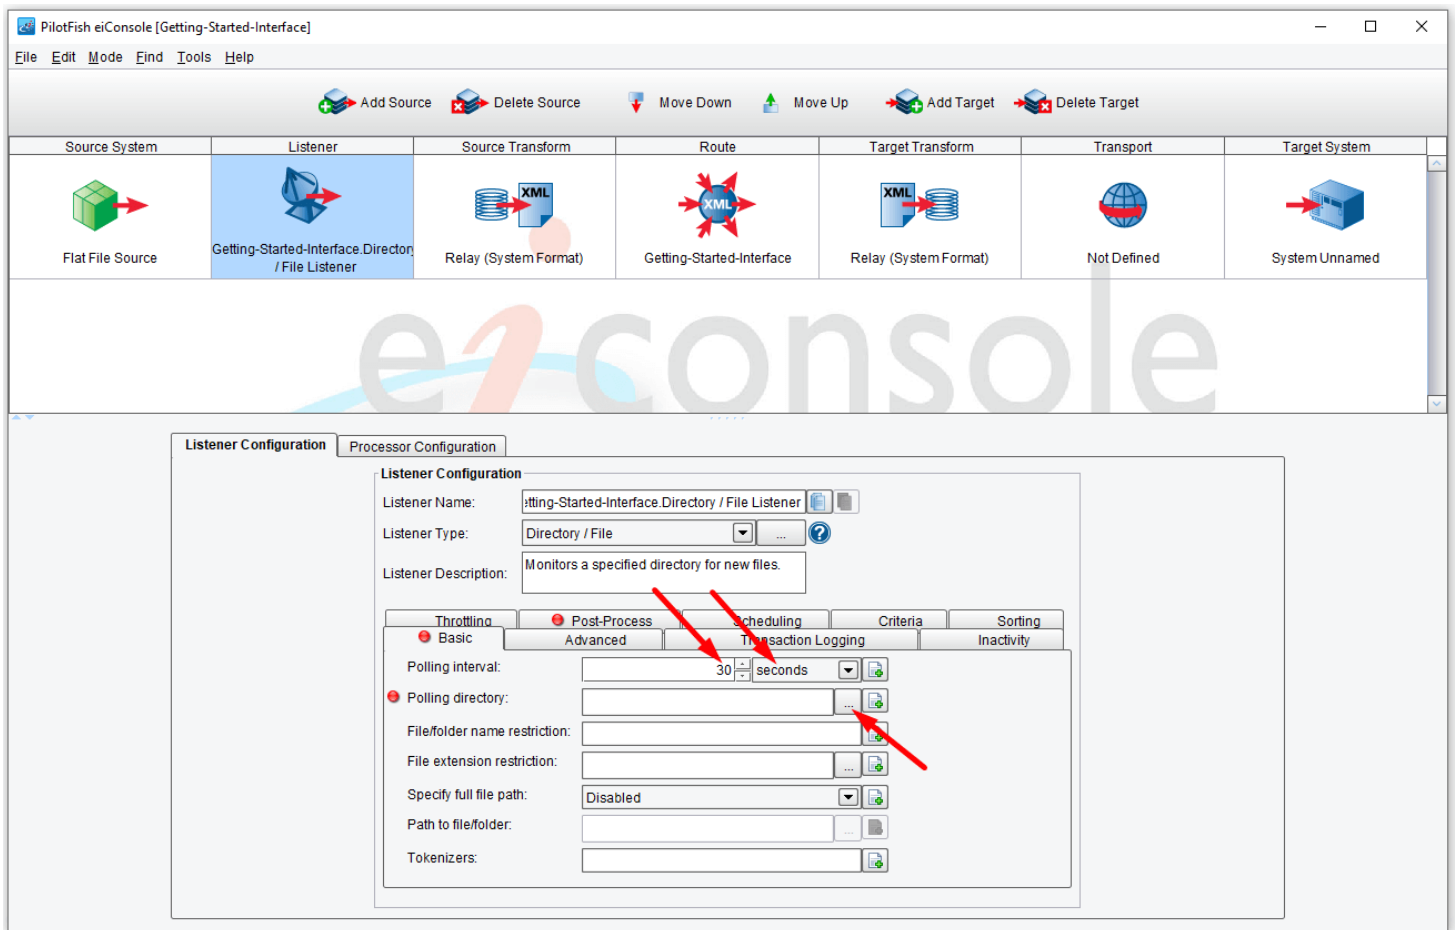 PilotFish eiConsole [Getting-Started-Interface]
File Edit Mode Find Tools Help
Add Source Delete Source Move Down Move Up Add Target Delete Target
Source System Listener Source Transform Route Target Transform Transport Target System
XML XML XML
Flat File Source Getting-Started-Interface.Directory Relay (System Format) Getting-Started-Interface Relay (System Format) Not Defined System Unnamed
/ File Listener
eiconsole
Listener Configuration Processor Configuration
Listener Configuration
Listener Name: etting-Started-Interface.Directory / File Listener
Listener Type: Directory / File ... ?
Listener Description: Monitors a specified directory for new files.
Throttling Post-Process Scheduling Criteria Sorting
Basic Advanced Transaction Logging Inactivity
Polling interval: 30 seconds
Polling directory: ...
File/folder name restriction:
File extension restriction: ...
Specify full file path: Disabled
Path to file/folder: ...
Tokenizers: